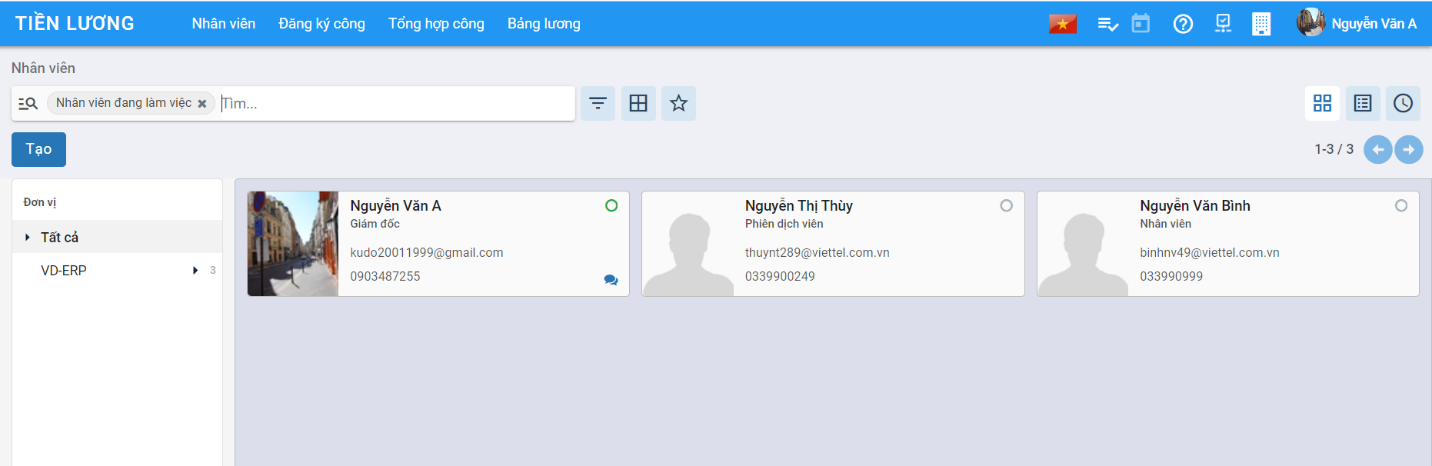 TIỀN LƯƠNG Nhân viên Đăng ký công Tổng hợp công Bảng lương Nguyễn Văn A
Nhân viên
Nhân viên đang làm việc Tìm...
Tạo 1-3 / 3
Đơn vị
Tất cả
VD-ERP 3
Nguyễn Văn A
Giám đốc
kudo20011999@gmail.com
0903487255
Nguyễn Thị Thùy
Phiên dịch viên
thuynt289@viettel.com.vn
0339900249
Nguyễn Văn Bình
Nhân viên
binhnv49@viettel.com.vn
033990999